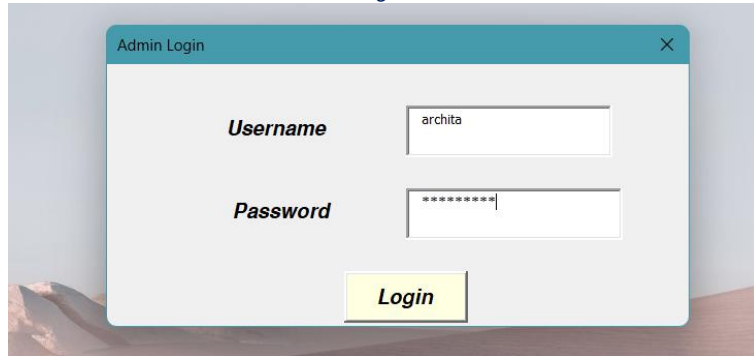 Admin Login
Username
archita
Password
*********
Login